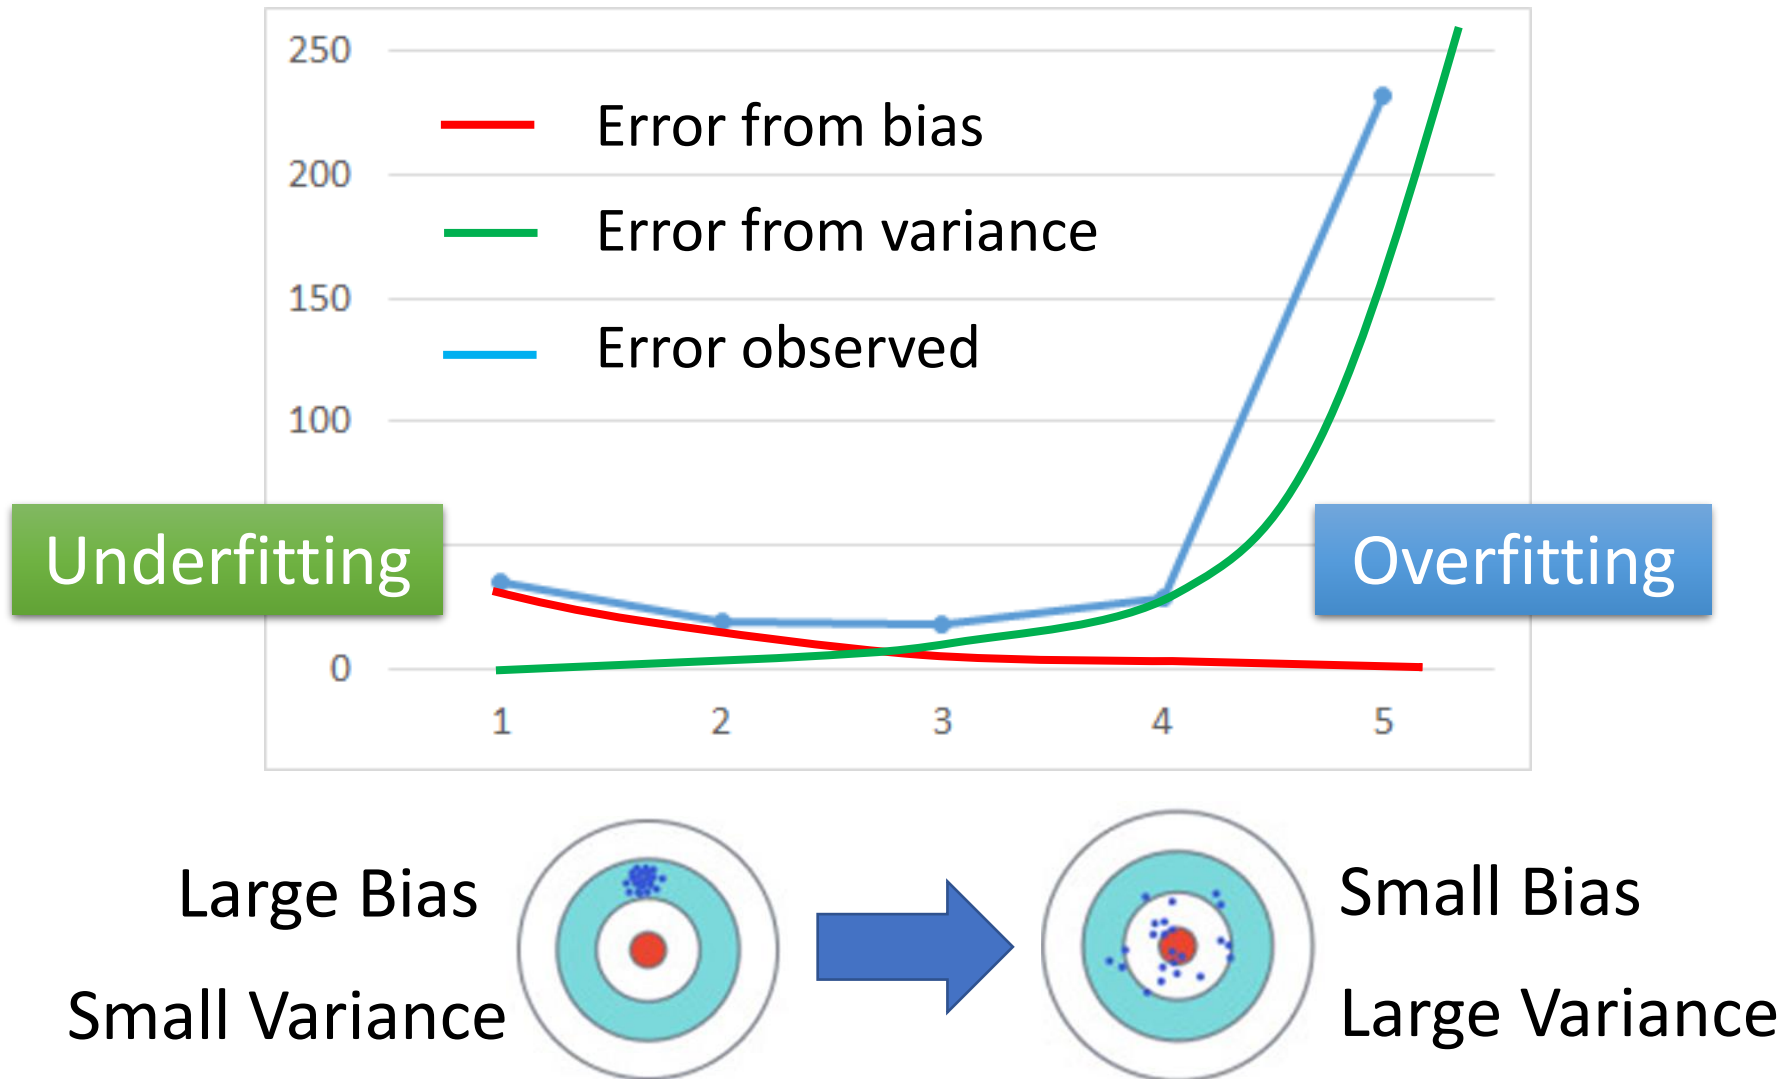 250
Error from bias
200
Error from variance
150
Error observed
100
Underfitting
Overfitting
0
1 2 3 4 5
Large Bias
Small Bias
Small Variance
Large Variance